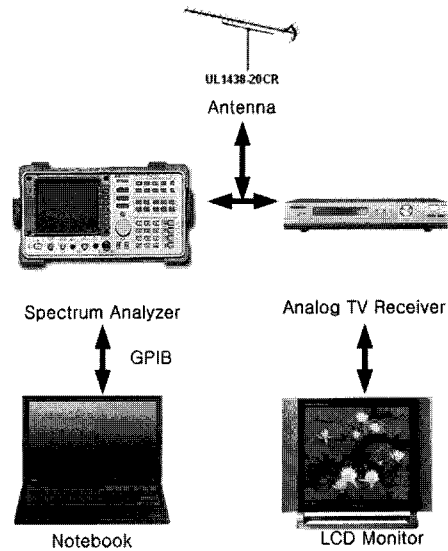 UL1438-20CR
Antenna
Spectrum Analyzer
Analog TV Receiver
GPIB
Notebook
LCD Monitor